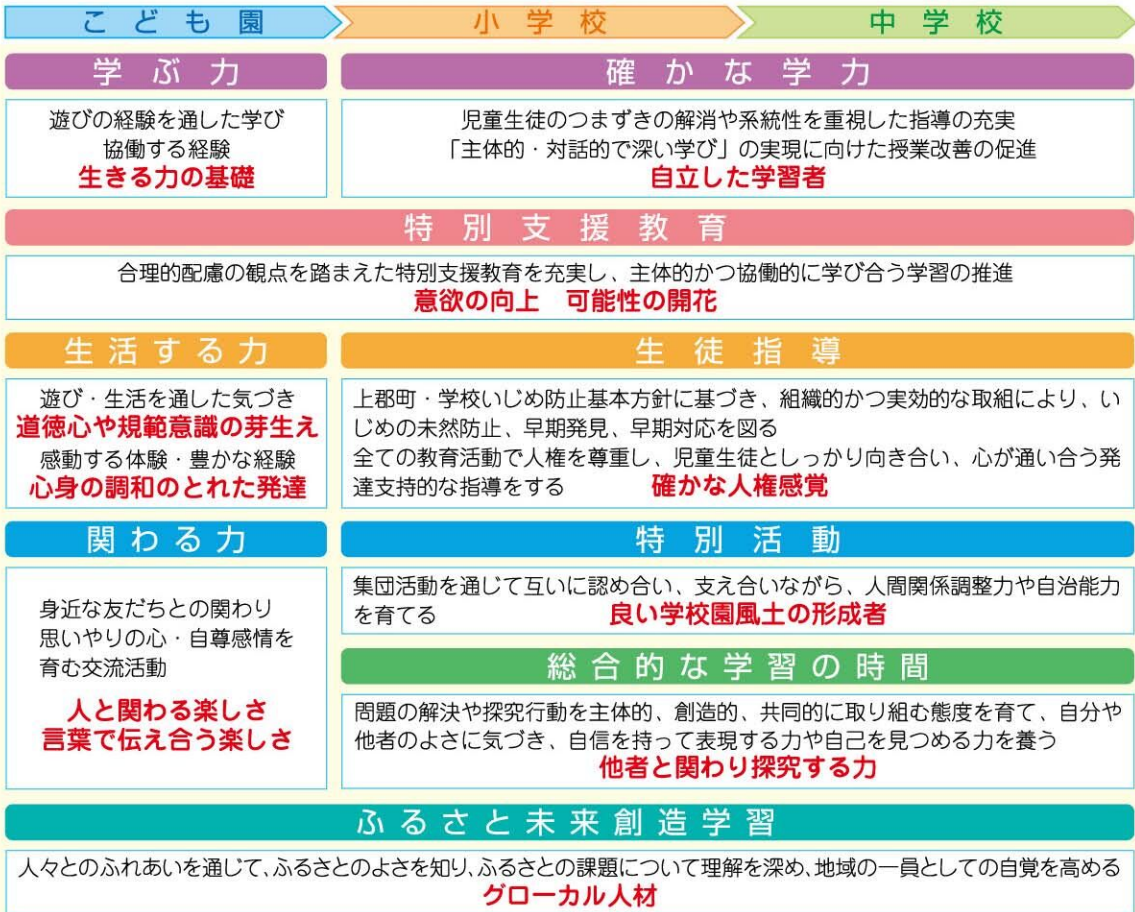 こども園
小学校
中学校
学ぶ力
遊びの経験を通した学び
協働する経験
生きる力の基礎
確かな学力
児童生徒のつまずきの解消や系統性を重視した指導の充実
「主体的・対話的で深い学び」の実現に向けた授業改善の促進
自立した学習者
特別支援教育
合理的配慮の観点を踏まえた特別支援教育を充実し、主体的かつ協働的に学び合う学習の推進
意欲の向上　可能性の開花
生活する力
遊び・生活を通した気づき
道徳心や規範意識の芽生え
感動する体験・豊かな経験
心身の調和のとれた発達
生徒指導
上郡町・学校いじめ防止基本方針に基づき、組織的かつ実効的な取組により、い
じめの未然防止、早期発見、早期対応を図る
全ての教育活動で人権を尊重し、児童生徒としっかり向き合い、心が通い合う発
達支持的な指導をする　確かな人権感覚
関わる力
身近な友だちとの関わり
思いやりの心・自尊感情を
育む交流活動
人と関わる楽しさ
言葉で伝え合う楽しさ
特別活動
集団活動を通じて互いに認め合い、支え合いながら、人間関係調整力や自治能力
を育てる　良い学校園風土の形成者
総合的な学習の時間
問題の解決や探究行動を主体的、創造的、共同的に取り組む態度を育て、自分や
他者のよさに気づき、自信を持って表現する力や自己を見つめる力を養う
他者と関わり探究する力
ふるさと未来創造学習
人々とのふれあいを通じて、ふるさとのよさを知り、ふるさとの課題について理解を深め、地域の一員としての自覚を高める
グローカル人材